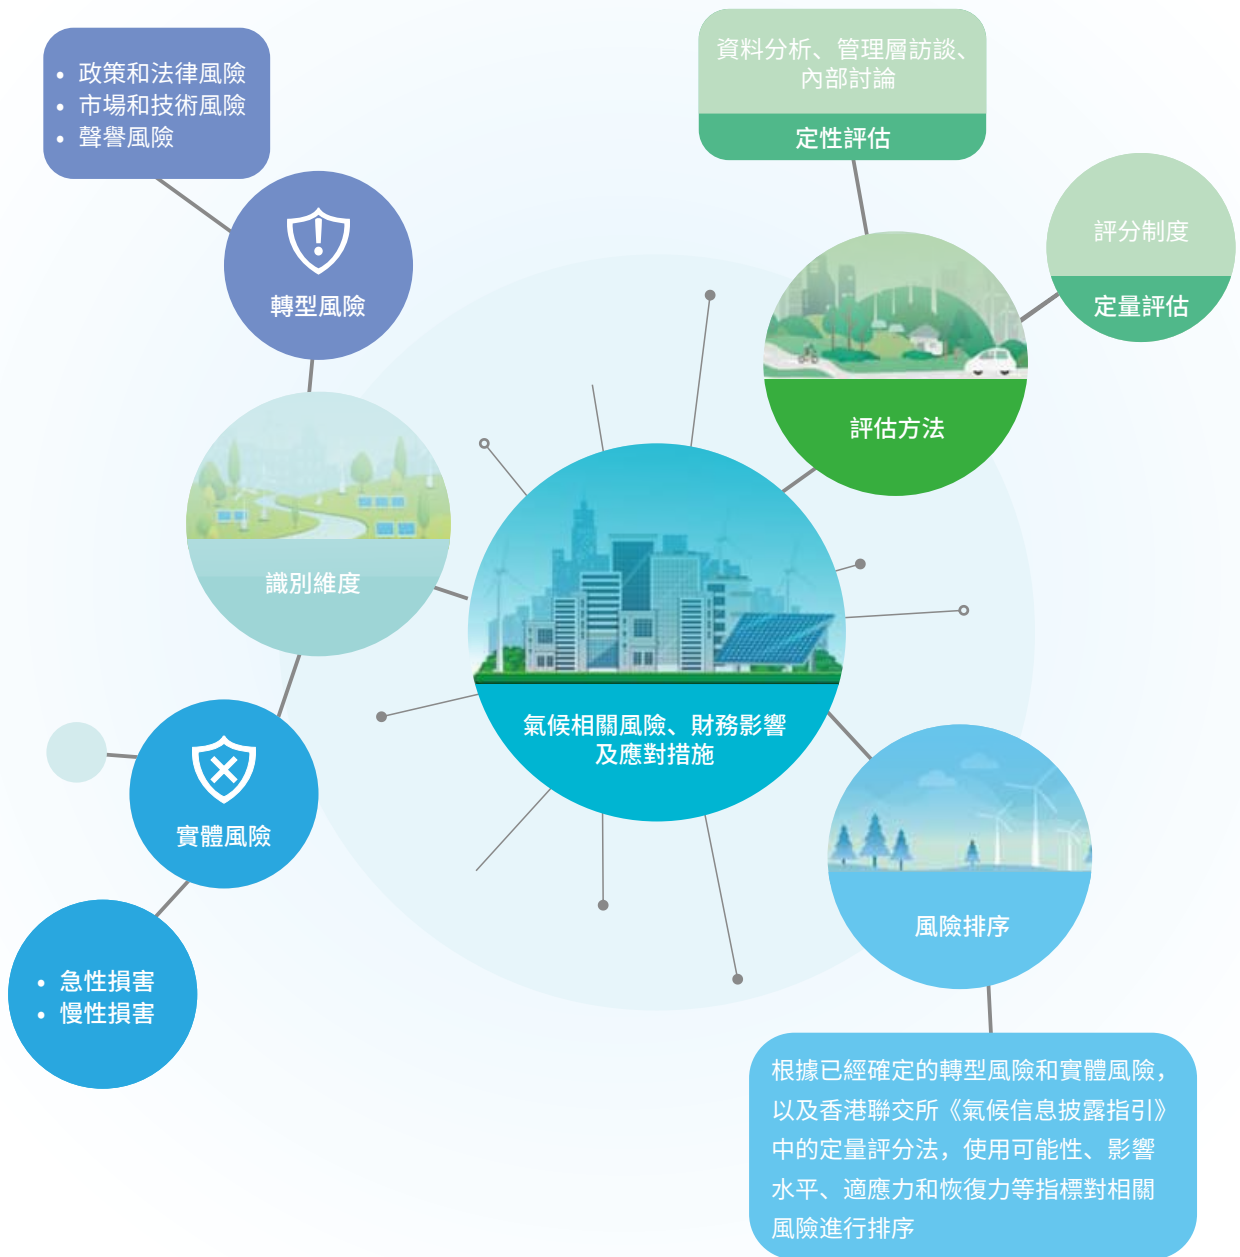 政策和法律風險
市場和技術風險
聲譽風險
轉型風險
識別維度
實體風險
急性損害
慢性損害
氣候相關風險、財務影響
及應對措施
資料分析、管理層訪談、
內部討論
定性評估
評分制度
定量評估
評估方法
風險排序
根據已經確定的轉型風險和實體風險，
以及香港聯交所《氣候信息披露指引》
中的定量評分法，使用可能性、影響
水平、適應力和恢復力等指標對相關
風險進行排序